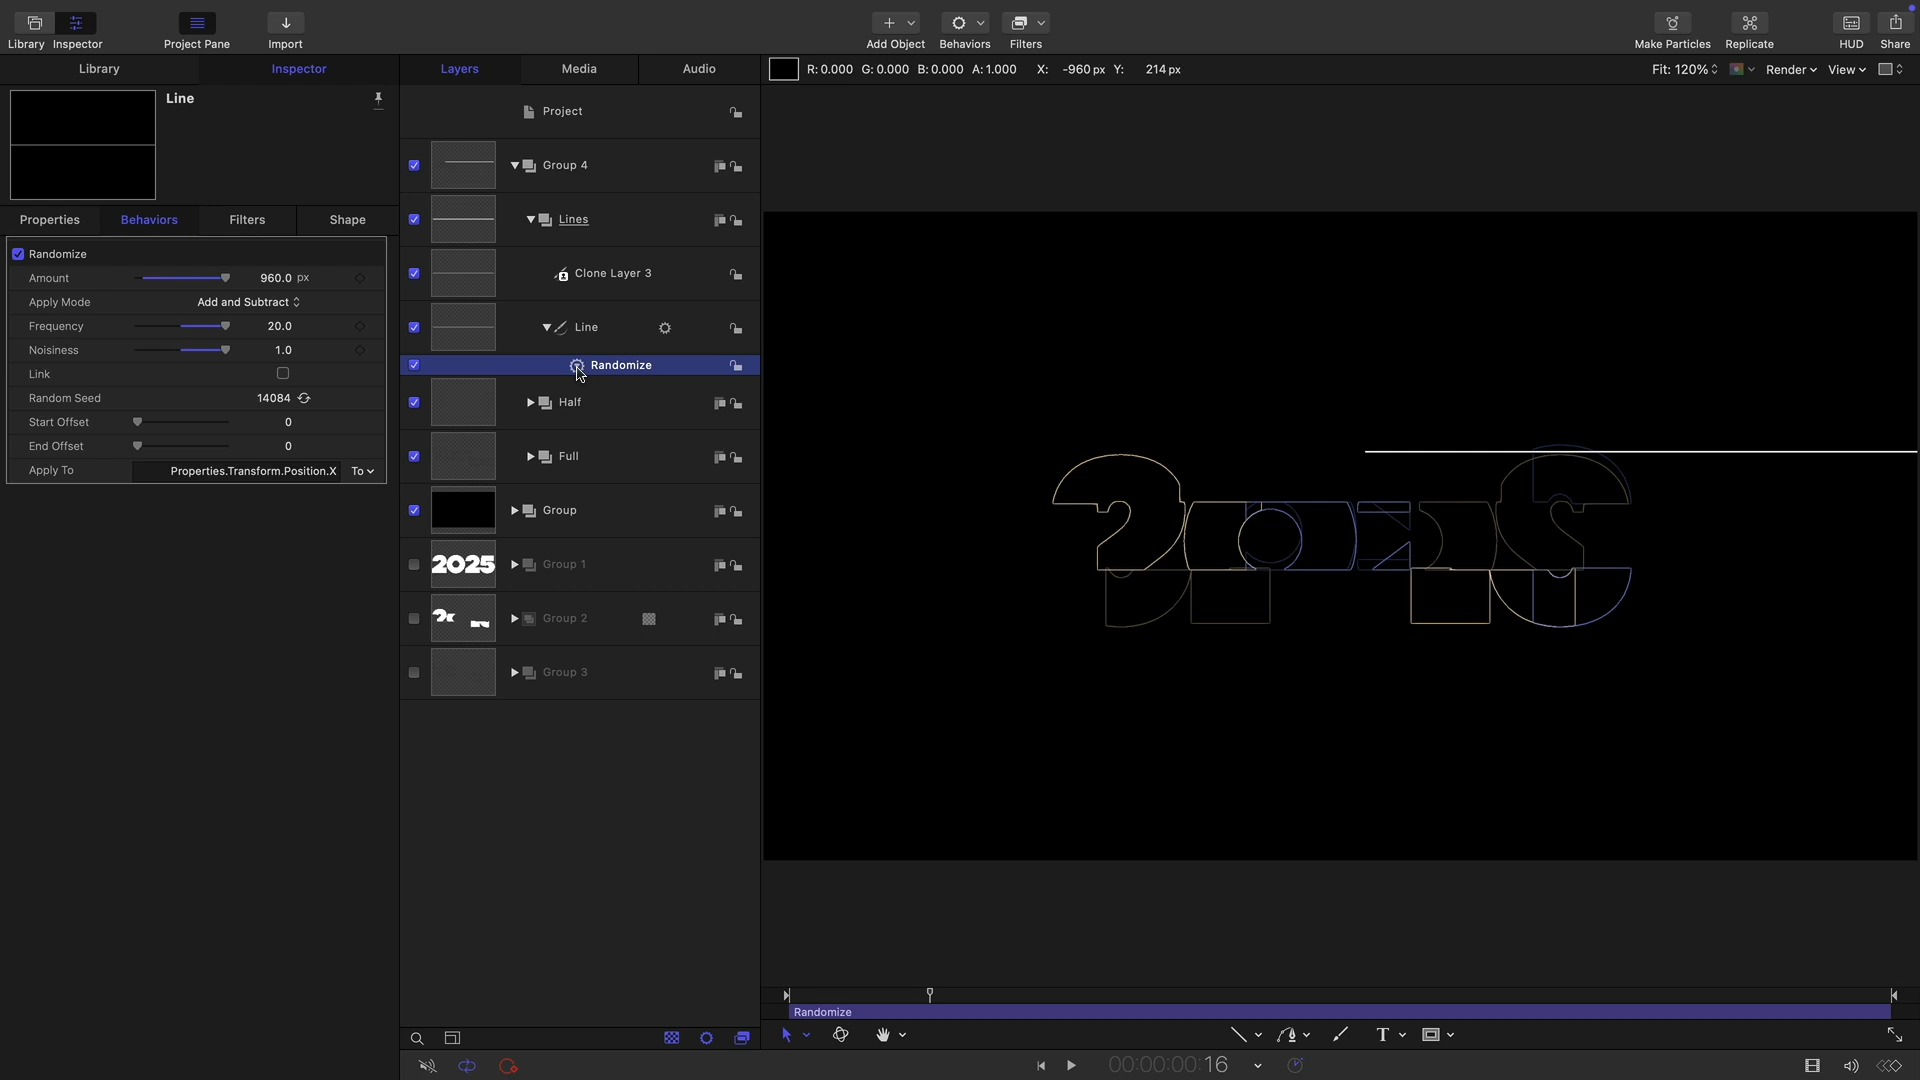 Library
Inspector
Project Pane
Import
Add Object
Behaviors
Filters
Make Particles
Replicate
HUD
Share
Library
Inspector
Layers
Media
Audio
R: 0.000 G: 0.000 B: 0.000 A: 1.000 X: -960 px Y: 214 px
Fit: 120%
Render
View
Line
Properties
Behaviors
Filters
Shape
Randomize
Amount 960.0 px
Apply Mode Add and Subtract
Frequency 20.0
Noisiness 1.0
Link
Random Seed 14084
Start Offset 0
End Offset 0
Apply To Properties.Transform.Position.X To
Project
Group 4
Lines
Clone Layer 3
Line
Randomize
Half
Full
Group
2025 Group 1
Group 2
Group 3
Randomize
T
00:00:00:16